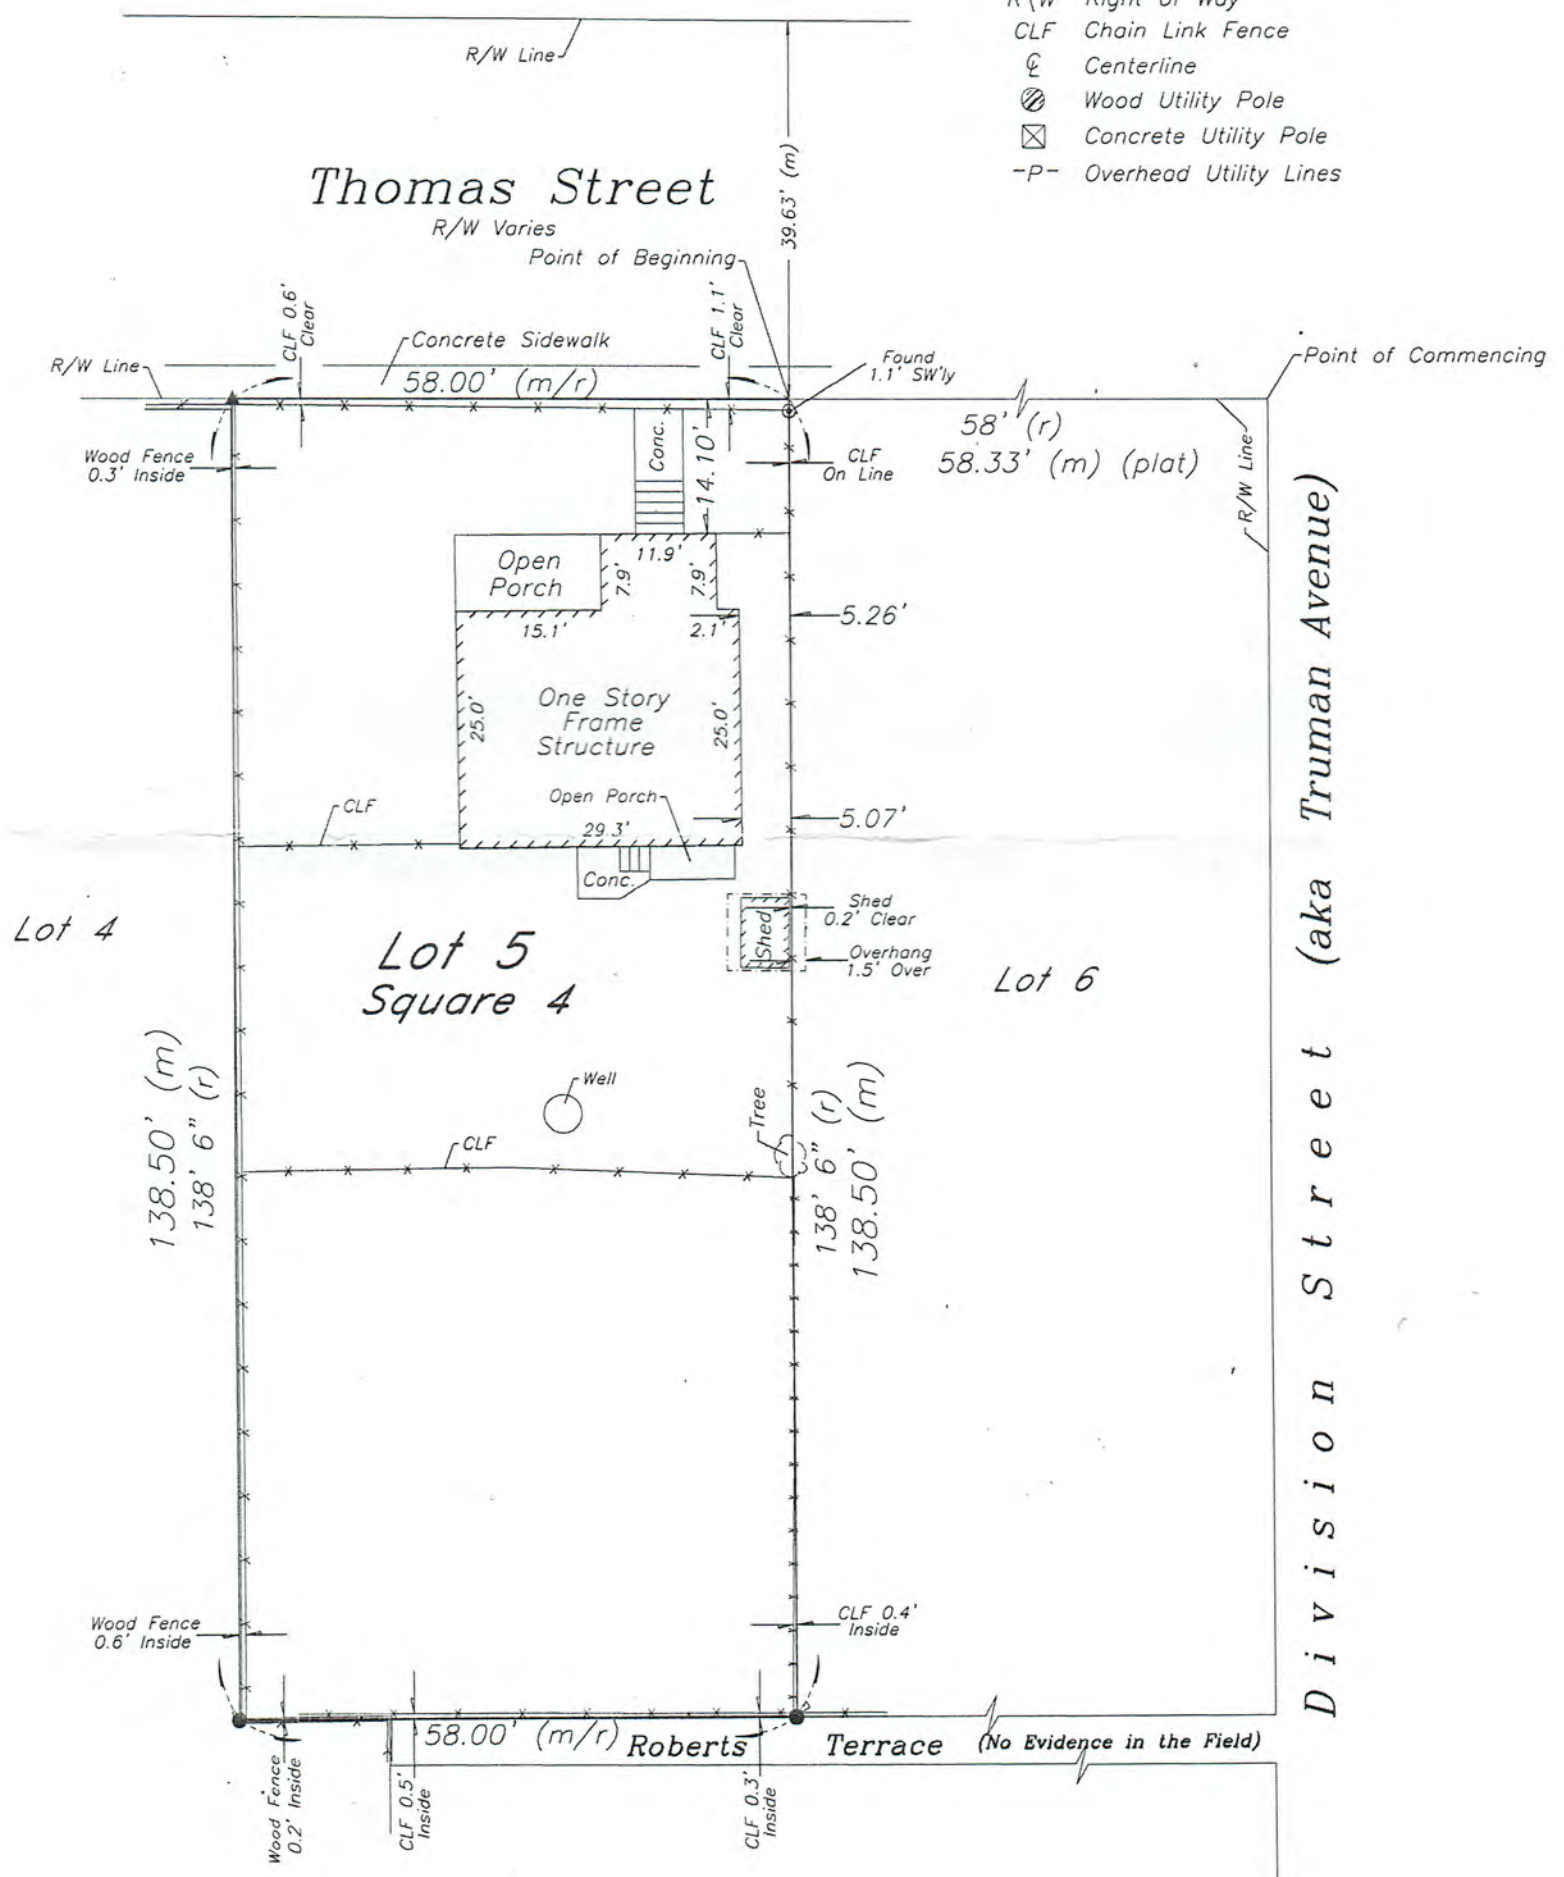 R\W Right of Way
R/W Line
CLF Chain Link Fence
℄ Centerline
Wood Utility Pole
Concrete Utility Pole
-P- Overhead Utility Lines
39.63' (m)
Thomas Street
R/W Varies
Point of Beginning
CLF 0.6'
Clear
CLF 1.1'
Clear
Concrete Sidewalk
R/W Line
58.00' (m/r)
Found
1.1' SW'ly
Point of Commencing
58' (r)
58.33' (m) (plat)
R/W Line
Wood Fence
0.3' Inside
Conc.
14.10'
CLF
On Line
Open
Porch
11.9'
7.9'
7.9'
15.1'
2.1'
5.26'
25.0'
One Story
Frame
Structure
25.0'
Open Porch
CLF
29.3'
5.07'
Conc.
Shed
Shed
0.2' Clear
Overhang
1.5' Over
Lot 4
Lot 5
Square 4
Lot 6
138.50' (m)
138' 6" (r)
Well
Tree
138' 6" (r)
138.50' (m)
CLF
Division Street (aka Truman Avenue)
Wood Fence
0.6' Inside
CLF 0.4'
Inside
58.00' (m/r)
Roberts Terrace (No Evidence in the Field)
Wood Fence
0.2' Inside
CLF 0.5'
Inside
CLF 0.3'
Inside